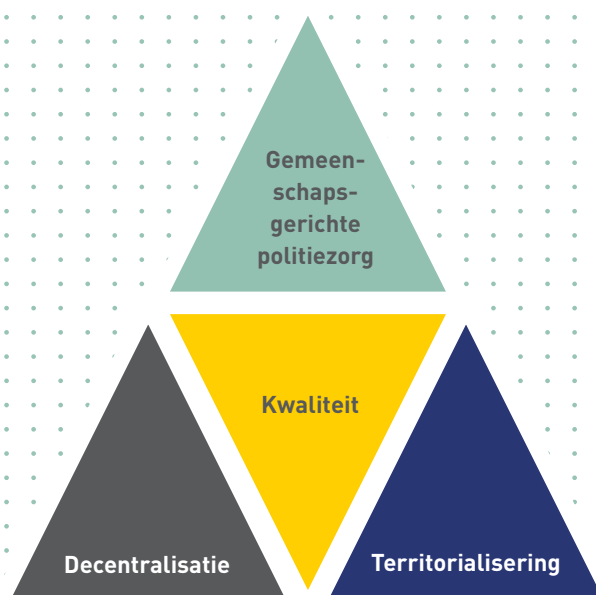 Gemeen-
schaps-
gerichte
politiezorg
Kwaliteit
Decentralisatie
Territorialisering